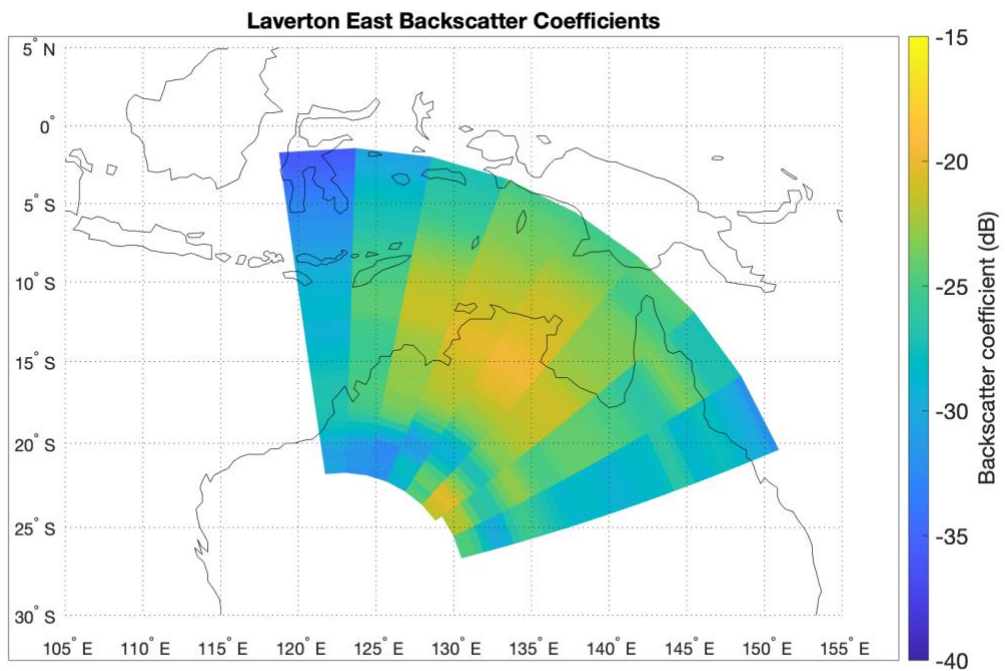 Laverton East Backscatter Coefficients
5° N
0°
5° S
10° S
15° S
20° S
25° S
30° S
105° E 110° E 115° E 120° E 125° E 130° E 135° E 140° E 145° E 150° E 155° E
-15
-20
-25
-30
-35
-40
Backscatter coefficient (dB)